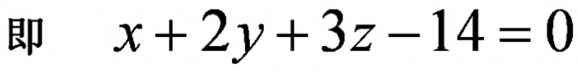 即 x + 2y + 3z − 14 = 0